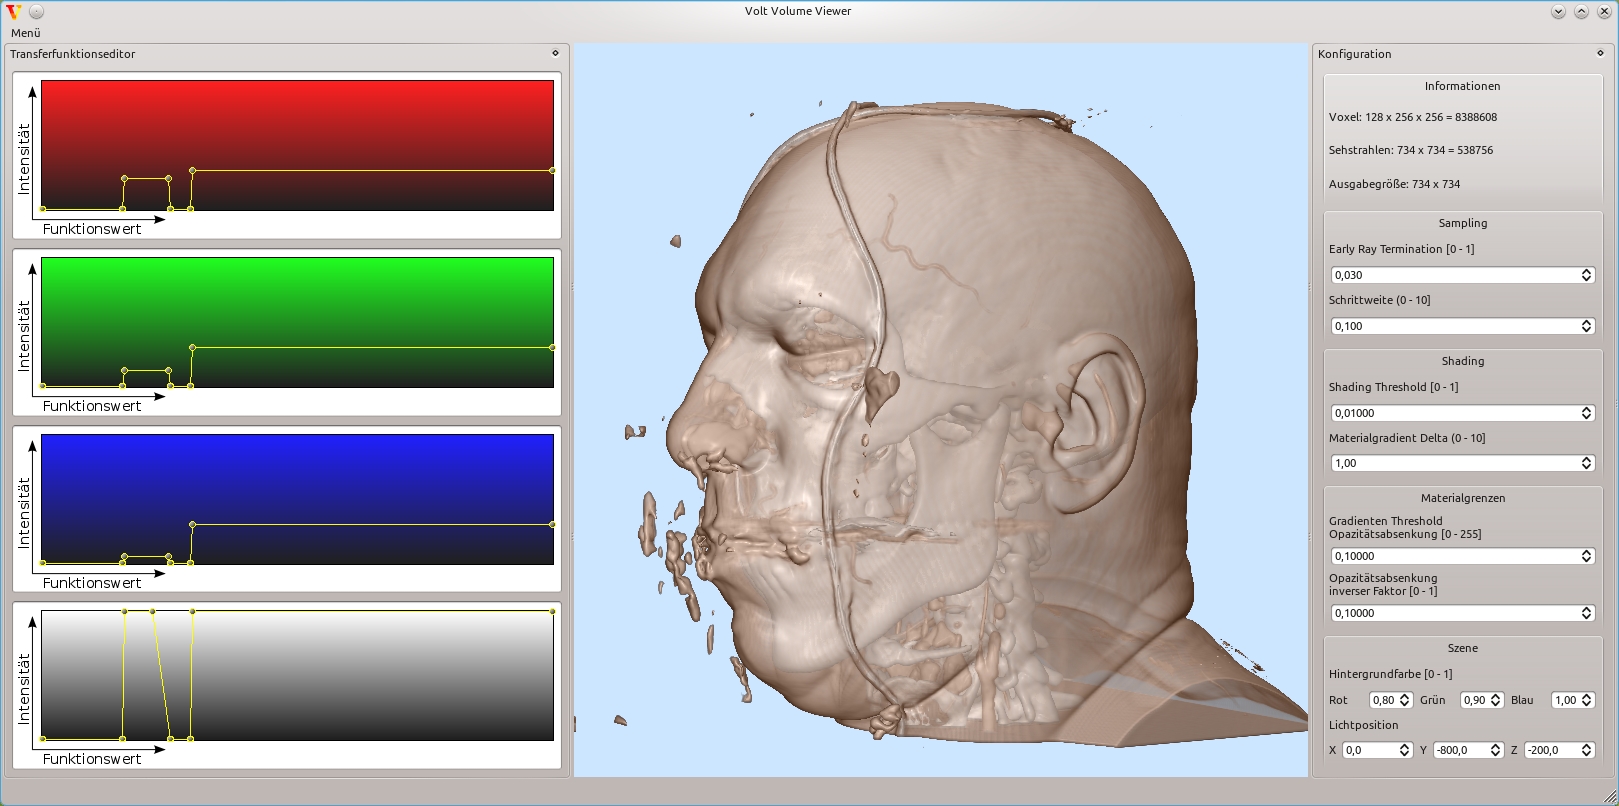 Volt Volume Viewer
Menü
Transferfunktionseditor
Intensität
Funktionswert
Intensität
Funktionswert
Intensität
Funktionswert
Intensität
Funktionswert
Konfiguration
Informationen
Voxel: 128 x 256 x 256 = 8388608
Sehstrahlen: 734 x 734 = 538756
Ausgabegröße: 734 x 734
Sampling
Early Ray Termination [0 - 1]
0,030
Schrittweite (0 - 10]
0,100
Shading
Shading Threshold [0 - 1]
0,01000
Materialgradient Delta (0 - 10]
1,00
Materialgrenzen
Gradienten Threshold
Opazitätsabsenkung [0 - 255]
0,10000
Opazitätsabsenkung
inverser Faktor [0 - 1]
0,10000
Szene
Hintergrundfarbe [0 - 1]
Rot 0,80 Grün 0,90 Blau 1,00
Lichtposition
X 0,0 Y -800,0 Z -200,0